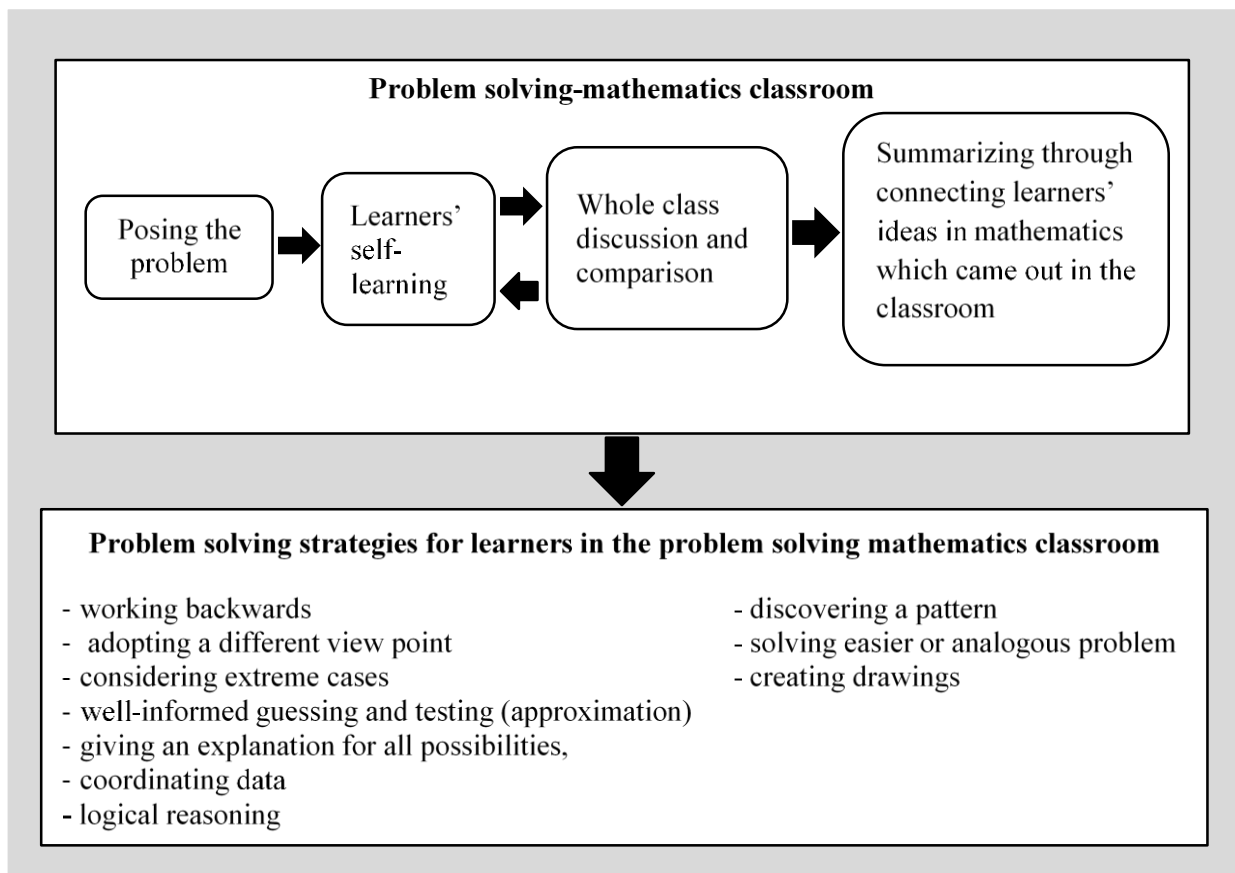 Problem solving-mathematics classroom
Posing the
problem
Learners’
self-
learning
Whole class
discussion and
comparison
Summarizing through
connecting learners’
ideas in mathematics
which came out in the
classroom
Problem solving strategies for learners in the problem solving mathematics classroom
- working backwards
- adopting a different view point
- considering extreme cases
- well-informed guessing and testing (approximation)
- giving an explanation for all possibilities,
- coordinating data
- logical reasoning
- discovering a pattern
- solving easier or analogous problem
- creating drawings